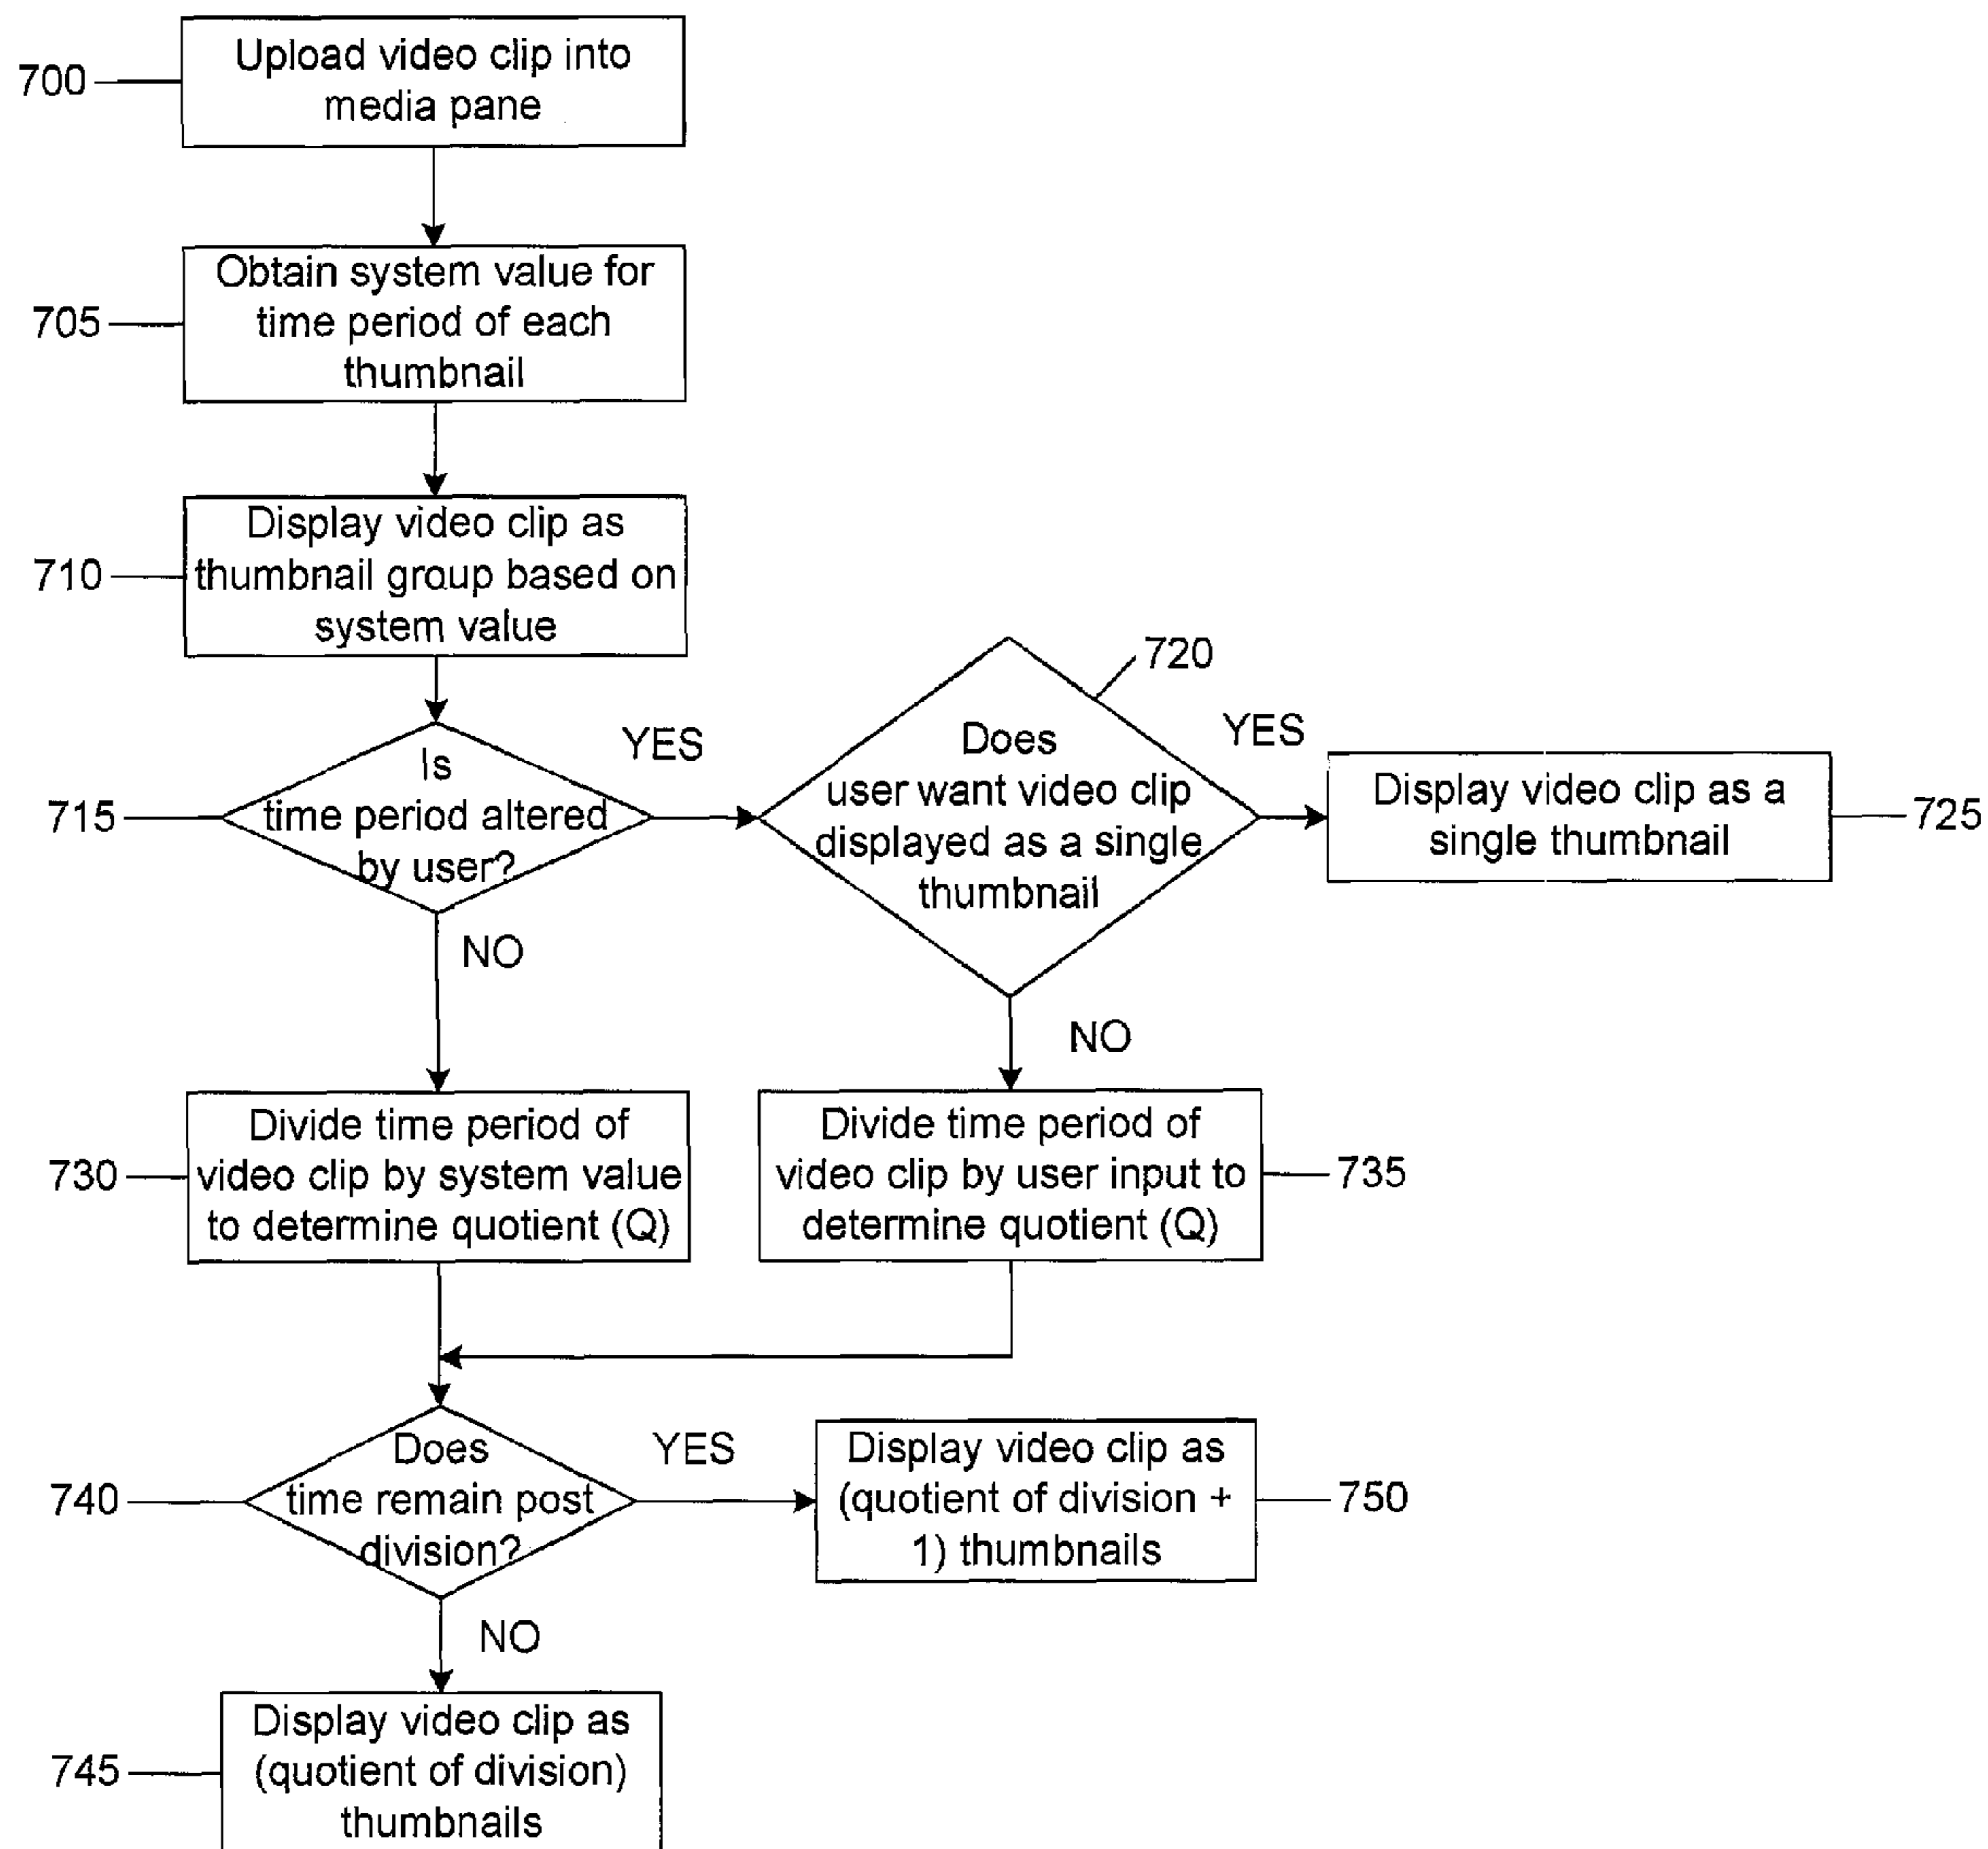 700
Upload video clip into
media pane
705
Obtain system value for
time period of each
thumbnail
710
Display video clip as
thumbnail group based on
system value
715
Is
time period altered
by user?
YES
NO
720
Does
user want video clip
displayed as a single
thumbnail
YES
NO
Display video clip as a
single thumbnail
725
730
Divide time period of
video clip by system value
to determine quotient (Q)
Divide time period of
video clip by user input to
determine quotient (Q)
735
740
Does
time remain post
division?
YES
NO
Display video clip as
(quotient of division +
1) thumbnails
750
745
Display video clip as
(quotient of division)
thumbnails